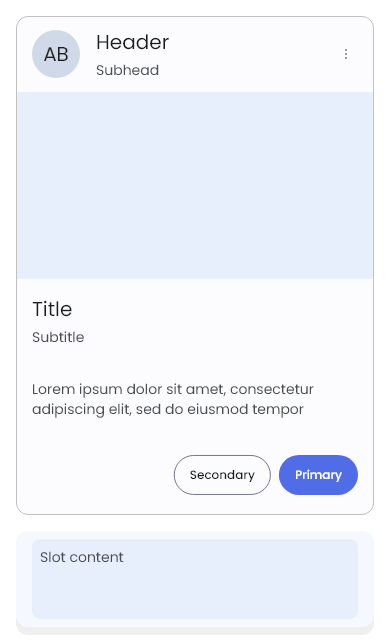 AB
Header
Subhead
Title
Subtitle
Lorem ipsum dolor sit amet, consectetur
adipiscing elit, sed do eiusmod tempor
Secondary
Primary
Slot content